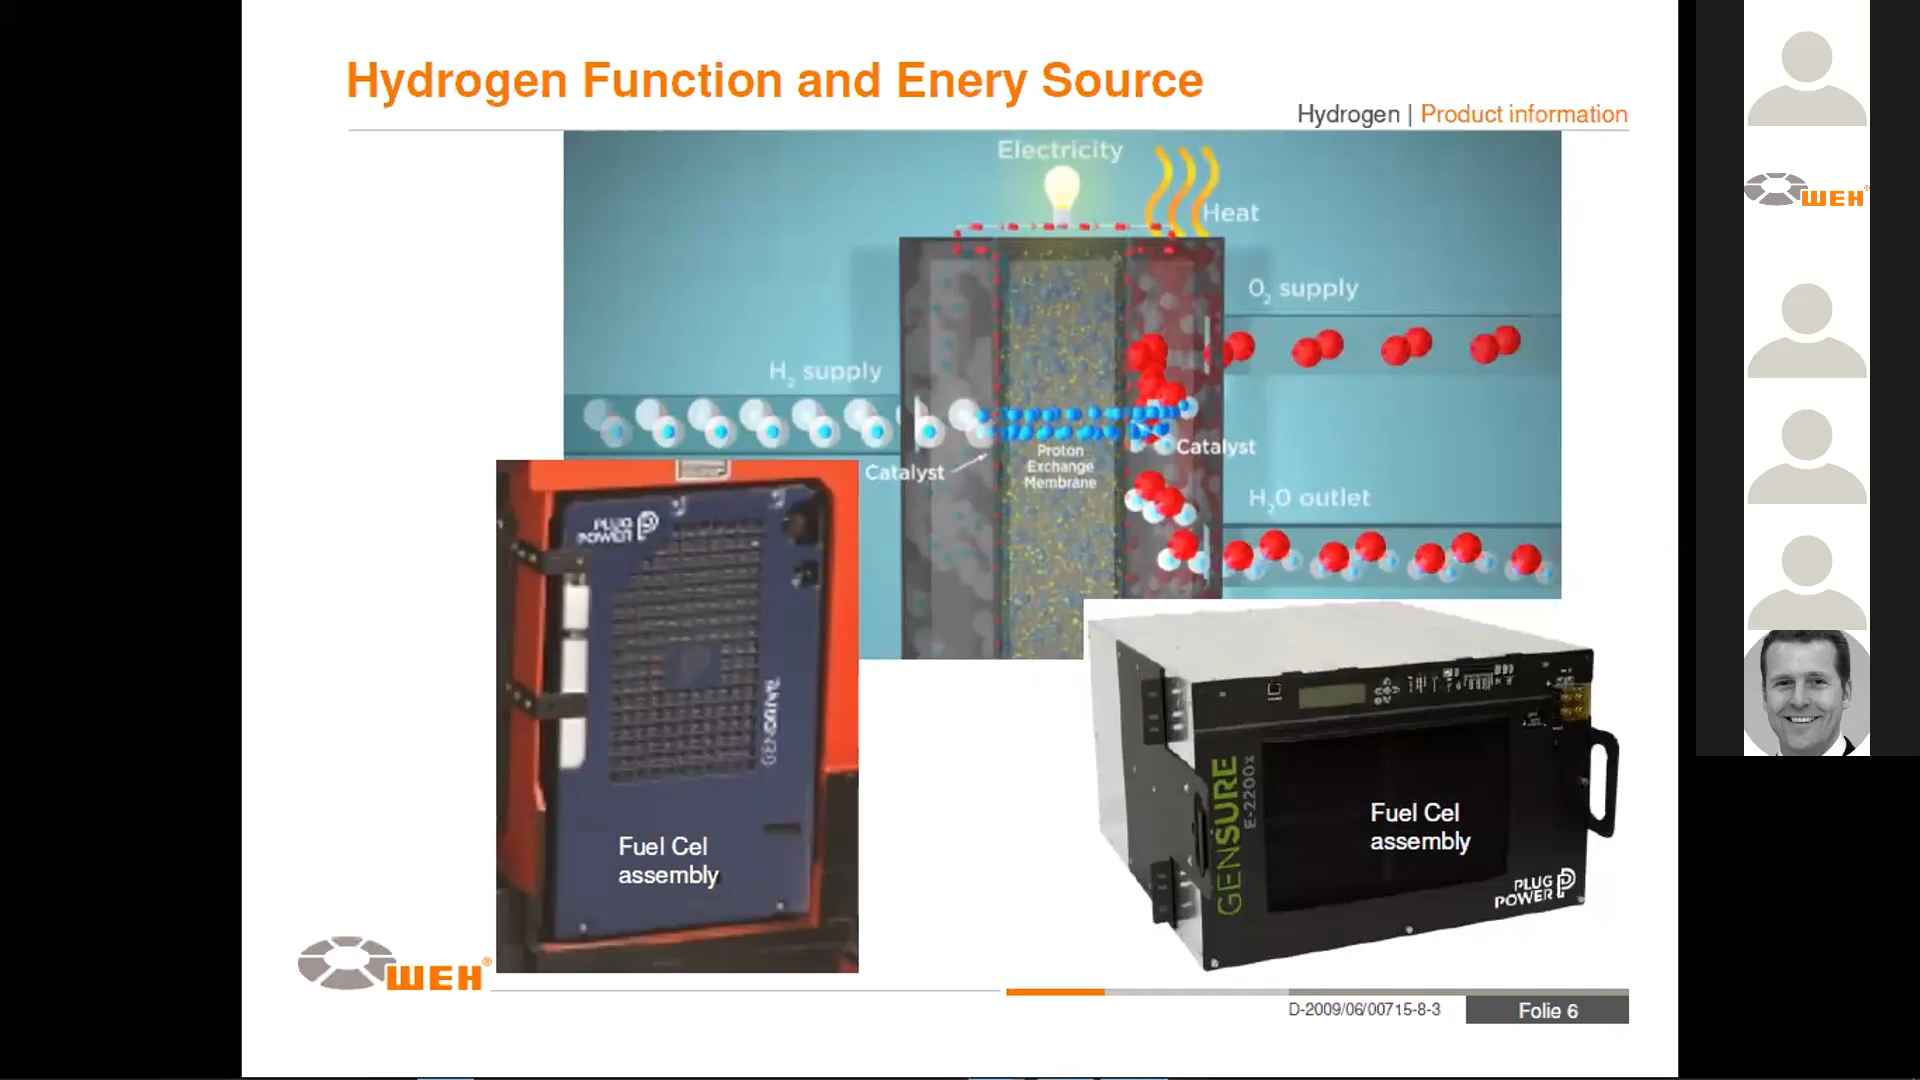 Hydrogen Function and Enery Source
Hydrogen | Product information
Electricity
Heat
O2 supply
H2 supply
Catalyst
Proton
Exchange
Membrane
Catalyst
H2O outlet
PLUG
POWER
GENDRIVE
Fuel Cel
assembly
GENSURE
E-2200x
Fuel Cel
assembly
PLUG
POWER
WEH®
D-2009/06/00715-8-3
Folie 6
WEH®